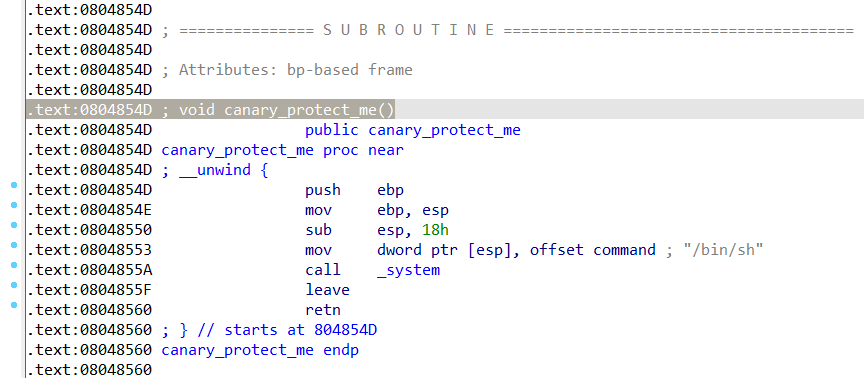 .text:0804854D
.text:0804854D ; =============== S U B R O U T I N E =======================================
.text:0804854D
.text:0804854D ; Attributes: bp-based frame
.text:0804854D
.text:0804854D ; void canary_protect_me()
.text:0804854D                 public canary_protect_me
.text:0804854D canary_protect_me proc near
.text:0804854D ; __unwind {
.text:0804854D                 push    ebp
.text:0804854E                 mov     ebp, esp
.text:08048550                 sub     esp, 18h
.text:08048553                 mov     dword ptr [esp], offset command ; "/bin/sh"
.text:0804855A                 call    _system
.text:0804855F                 leave
.text:08048560                 retn
.text:08048560 ; } // starts at 804854D
.text:08048560 canary_protect_me endp
.text:08048560